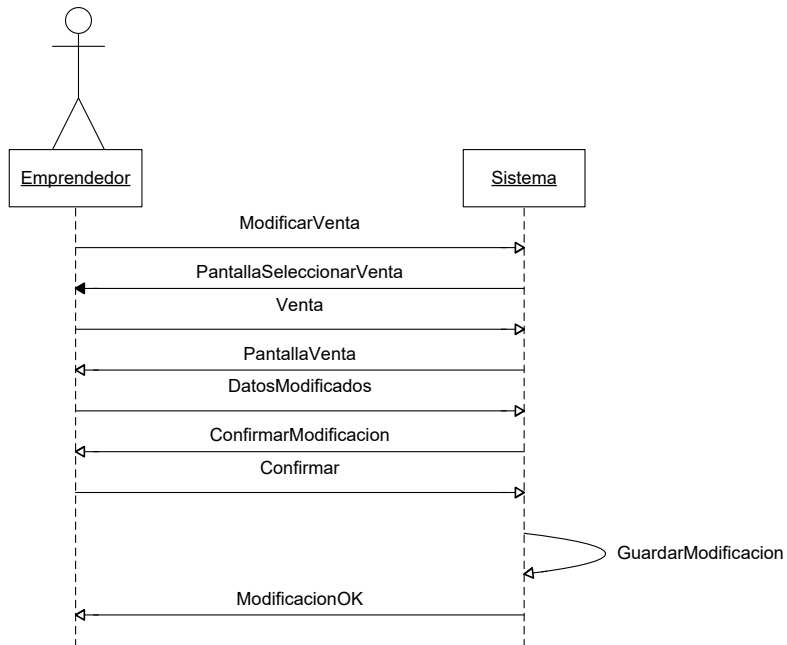 Emprendedor
Sistema
ModificarVenta
PantallaSeleccionarVenta
Venta
PantallaVenta
DatosModificados
ConfirmarModificacion
Confirmar
GuardarModificacion
ModificacionOK